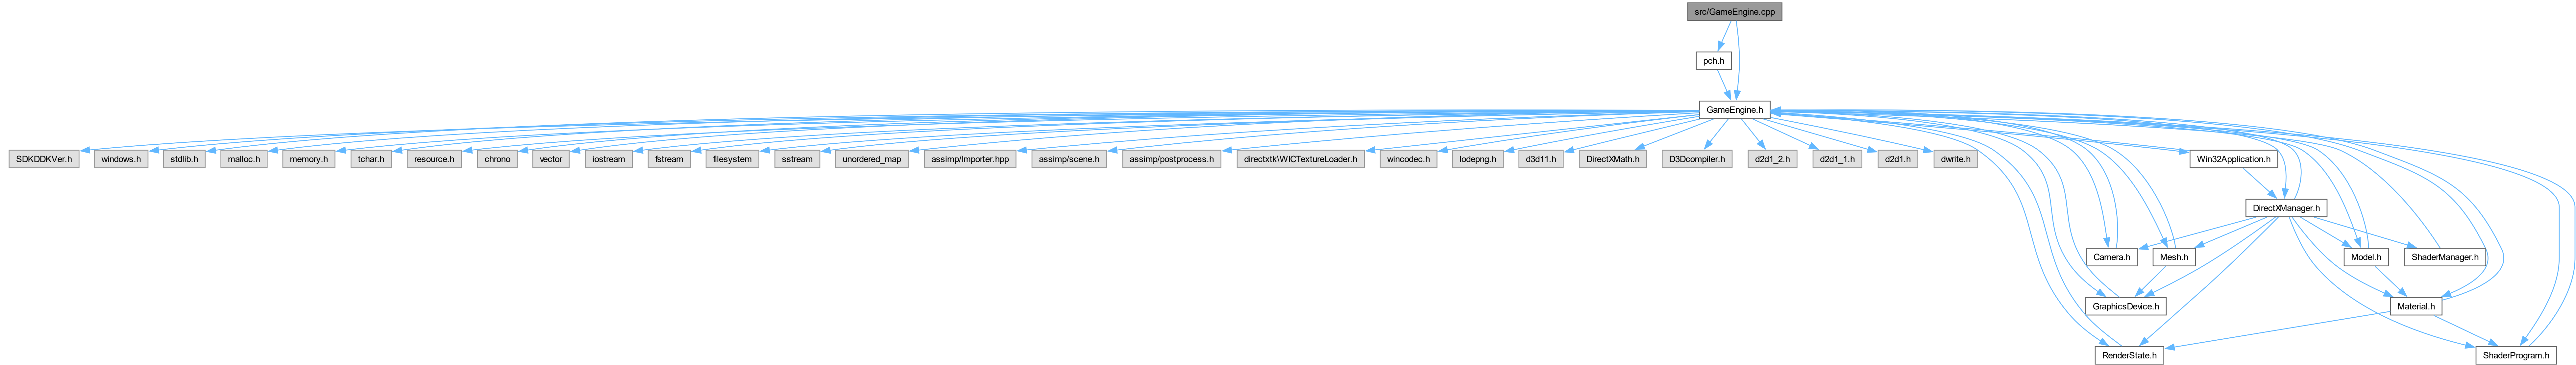 src/GameEngine.cpp
pch.h
GameEngine.h
SDKDDKVer.h
windows.h
stdlib.h
malloc.h
memory.h
tchar.h
resource.h
chrono
vector
iostream
fstream
filesystem
sstream
unordered_map
assimp/Importer.hpp
assimp/scene.h
assimp/postprocess.h
directxtk\WICTextureLoader.h
wincodec.h
lodepng.h
d3d11.h
DirectXMath.h
D3Dcompiler.h
d2d1_2.h
d2d1_1.h
d2d1.h
dwrite.h
Win32Application.h
DirectXManager.h
Camera.h
Mesh.h
Model.h
ShaderManager.h
GraphicsDevice.h
Material.h
RenderState.h
ShaderProgram.h